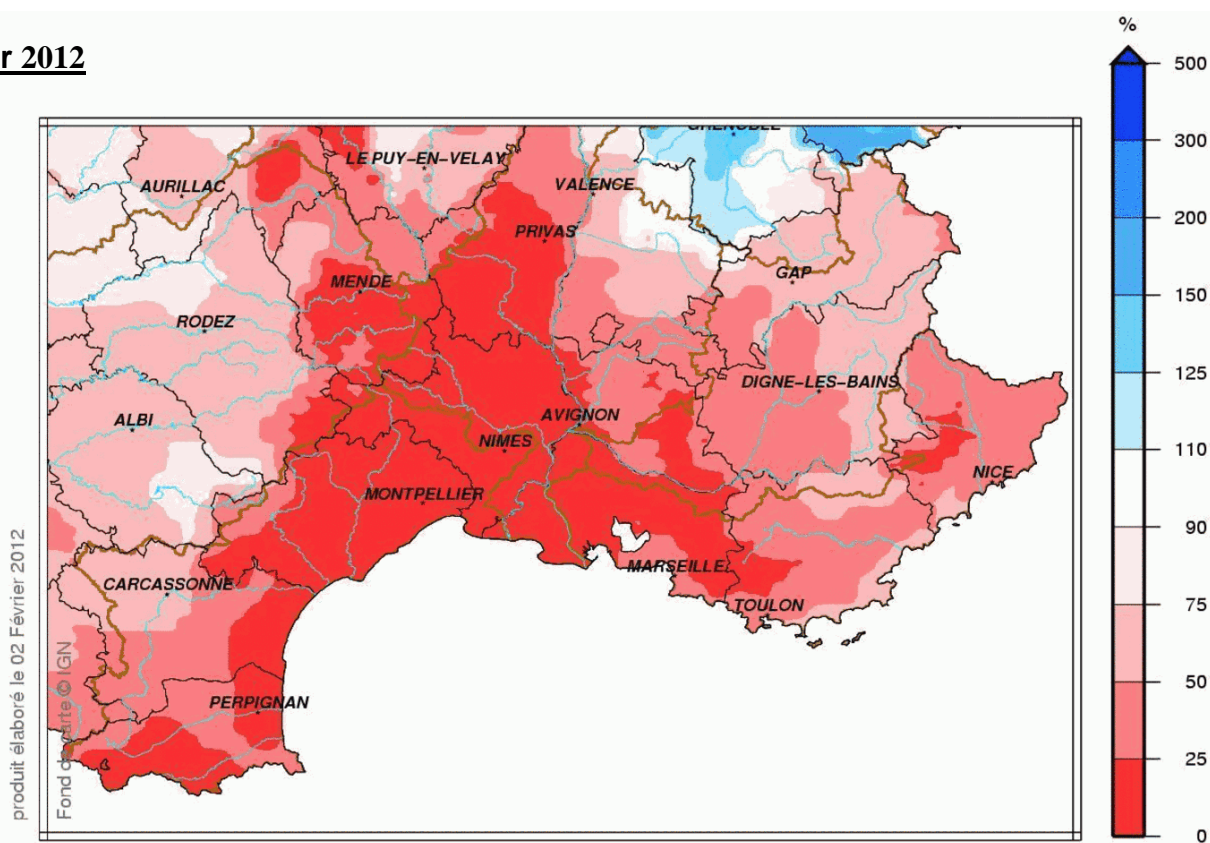 r 2012
%
500
300
200
150
125
110
90
75
50
25
0
GRENOBLE
LE PUY-EN-VELAY
AURILLAC
VALENCE
PRIVAS
GAP
MENDE
RODEZ
DIGNE-LES-BAINS
ALBI
AVIGNON
NIMES
NICE
MONTPELLIER
MARSEILLE
CARCASSONNE
TOULON
PERPIGNAN
produit élaboré le 02 Février 2012
Fond de carte © IGN